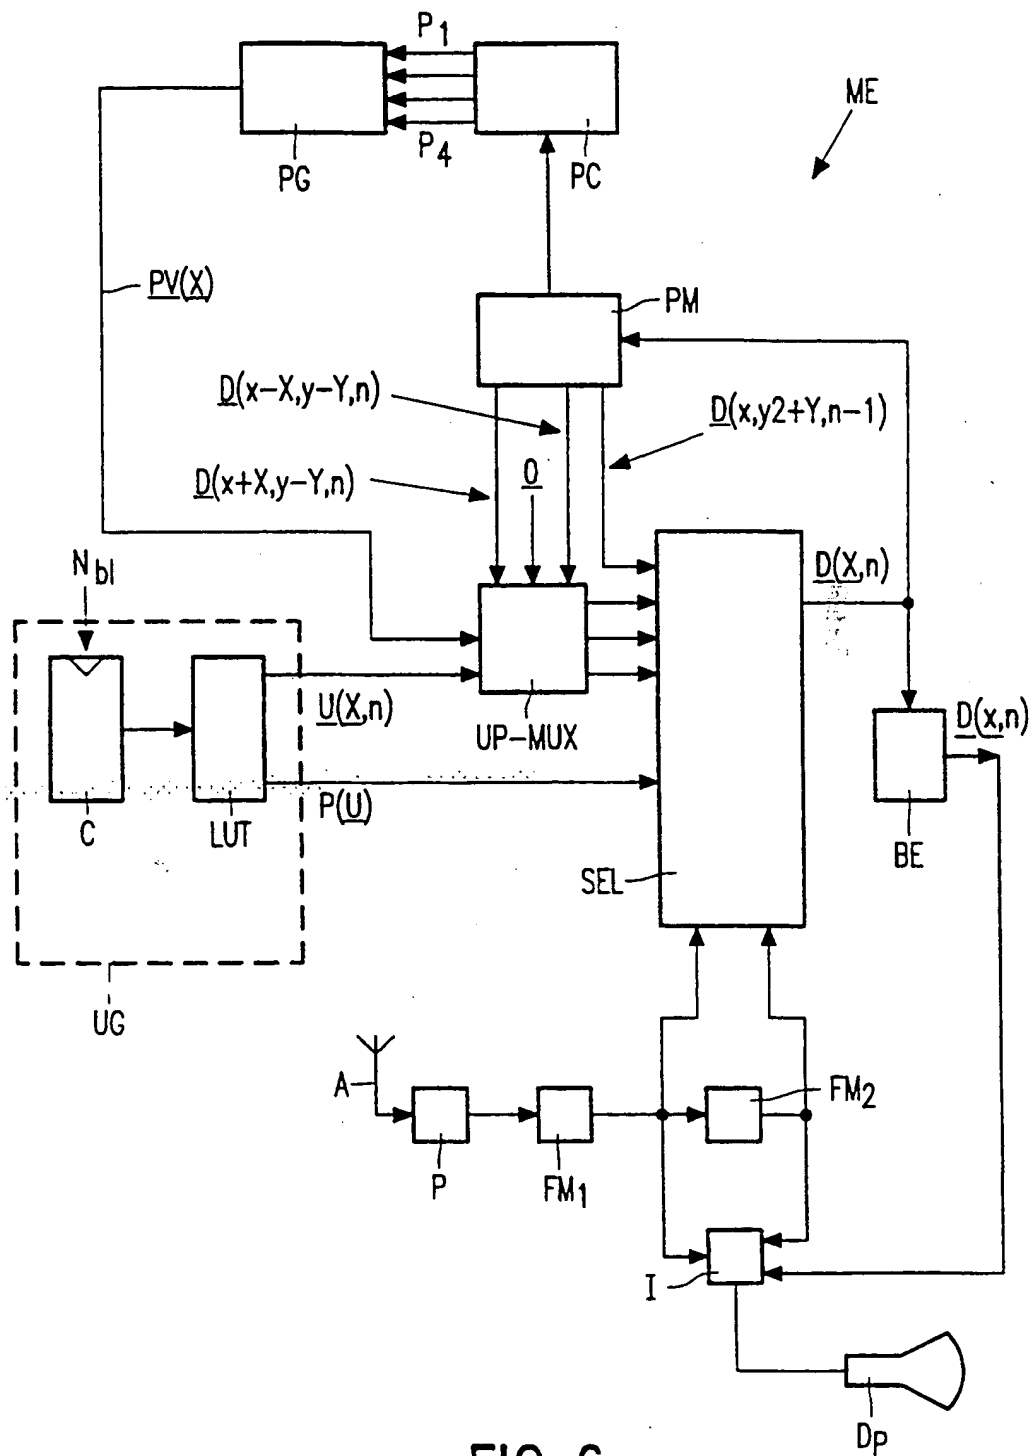 P1
ME
P4
PG
PC
PV(X)
PM
D(x-X,y-Y,n)
D(x,y2+Y,n-1)
D(x+X,y-Y,n)
0
Nbl
D(X,n)
U(X,n)
UP-MUX
D(x,n)
P(U)
C
LUT
BE
SEL
UG
A
FM2
P
FM1
I
Dp
FIG. 6